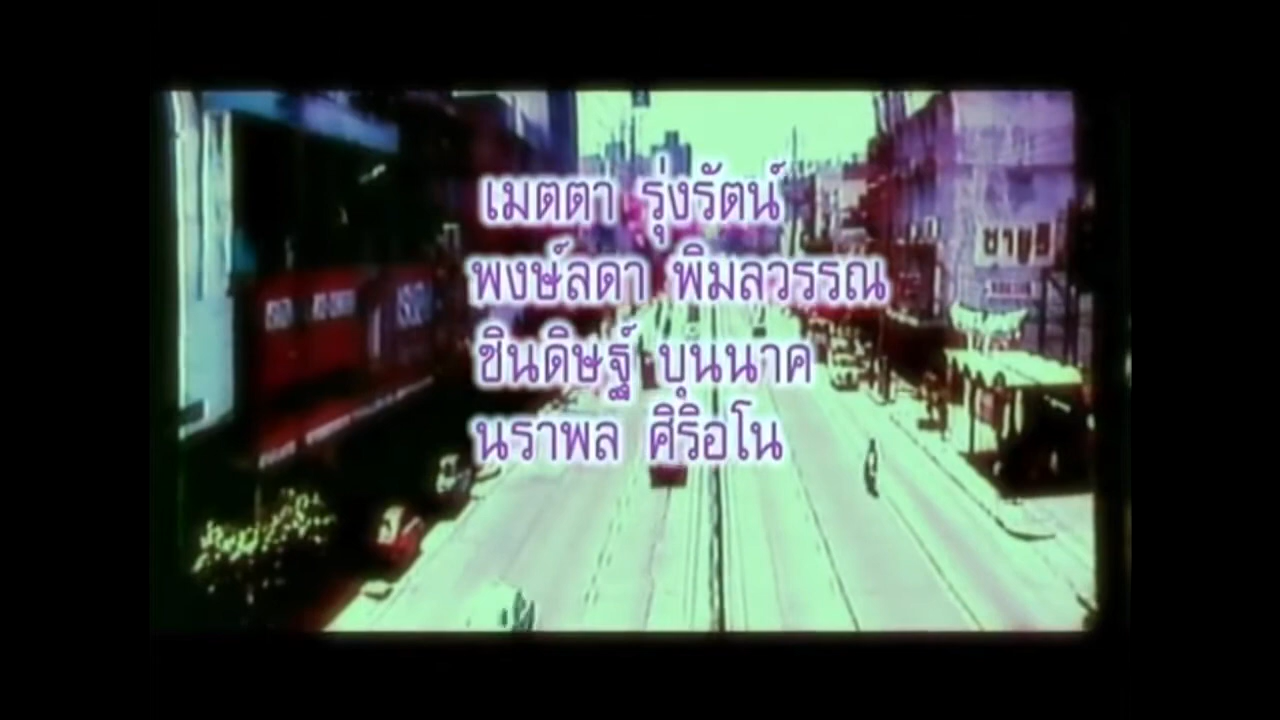 เมตตา รุ่งรัตน์
พงษ์ลดา พิมลวรรณ
ชินดิษฐ์ บุนนาค
นราพล ศิริอโน